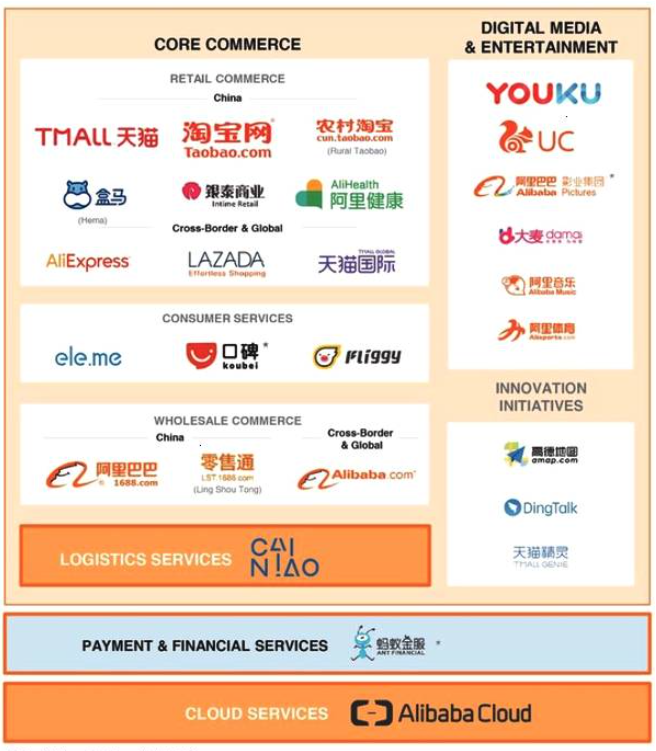 CORE COMMERCE
RETAIL COMMERCE
China
TMALL 天猫
淘宝网
Taobao.com
农村淘宝
cun.taobao.com
(Rural Taobao)
盒马
(Hema)
银泰商业
Intime Retail
AliHealth
阿里健康
Cross-Border & Global
AliExpress
LAZADA
Effortless Shopping
TMALL GLOBAL
天猫国际
CONSUMER SERVICES
ele.me
口碑*
koubei
Fliggy
WHOLESALE COMMERCE
China
Cross-Border
& Global
阿里巴巴
1688.com
零售通
LST.1688.com
(Ling Shou Tong)
Alibaba.com
LOGISTICS SERVICES
CAI
NIAO
DIGITAL MEDIA
& ENTERTAINMENT
YOUKU
UC
阿里巴巴 影业集团*
Alibaba Pictures
大麦 damai
阿里音乐
Alibaba Music
阿里体育
Alisports.com
INNOVATION
INITIATIVES
高德地图
amap.com
DingTalk
天猫精灵
TMALL GENIE
PAYMENT & FINANCIAL SERVICES
蚂蚁金服 *
ANT FINANCIAL
CLOUD SERVICES
Alibaba Cloud